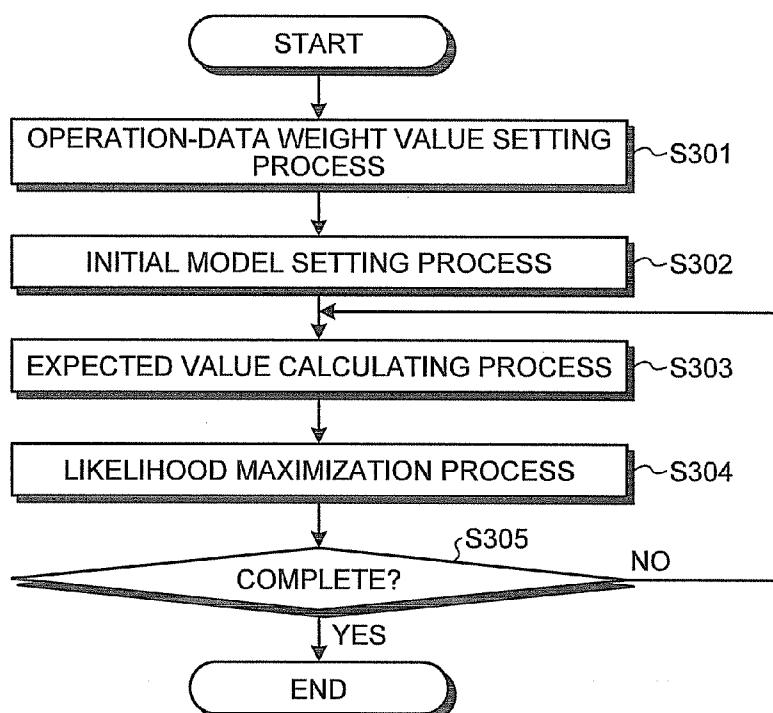 START
OPERATION-DATA WEIGHT VALUE SETTING
PROCESS
S301
INITIAL MODEL SETTING PROCESS
S302
EXPECTED VALUE CALCULATING PROCESS
S303
LIKELIHOOD MAXIMIZATION PROCESS
S304
S305
COMPLETE?
NO
YES
END